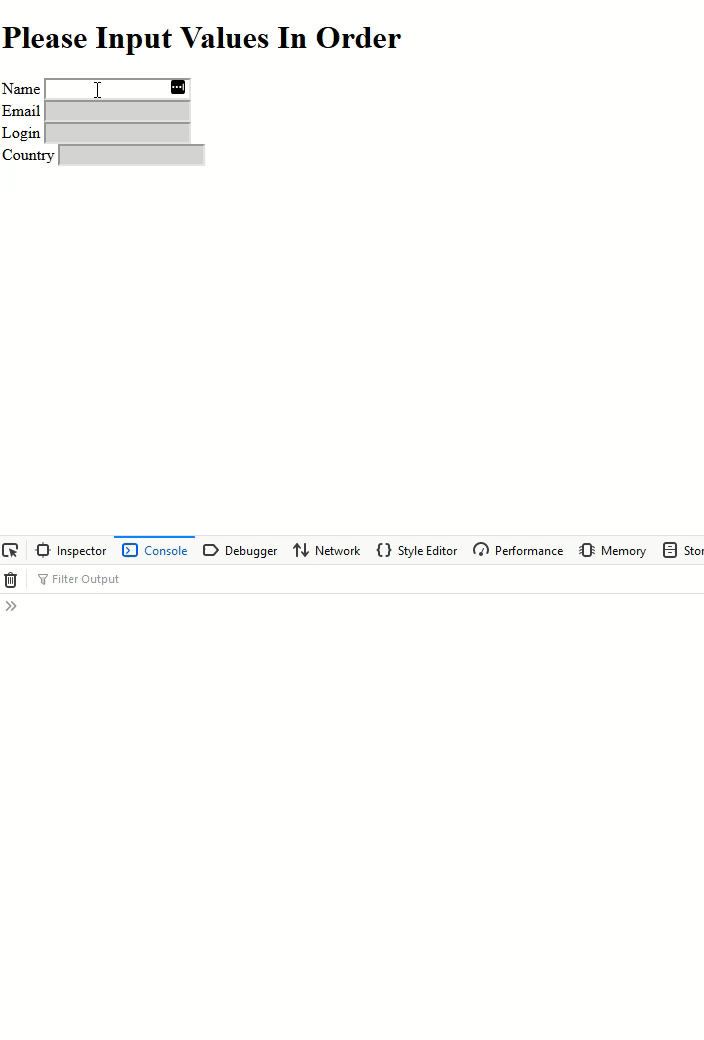 Please Input Values In Order
Name
Email
Login
Country
Inspector Console Debugger Network Style Editor Performance Memory Stor
Filter Output